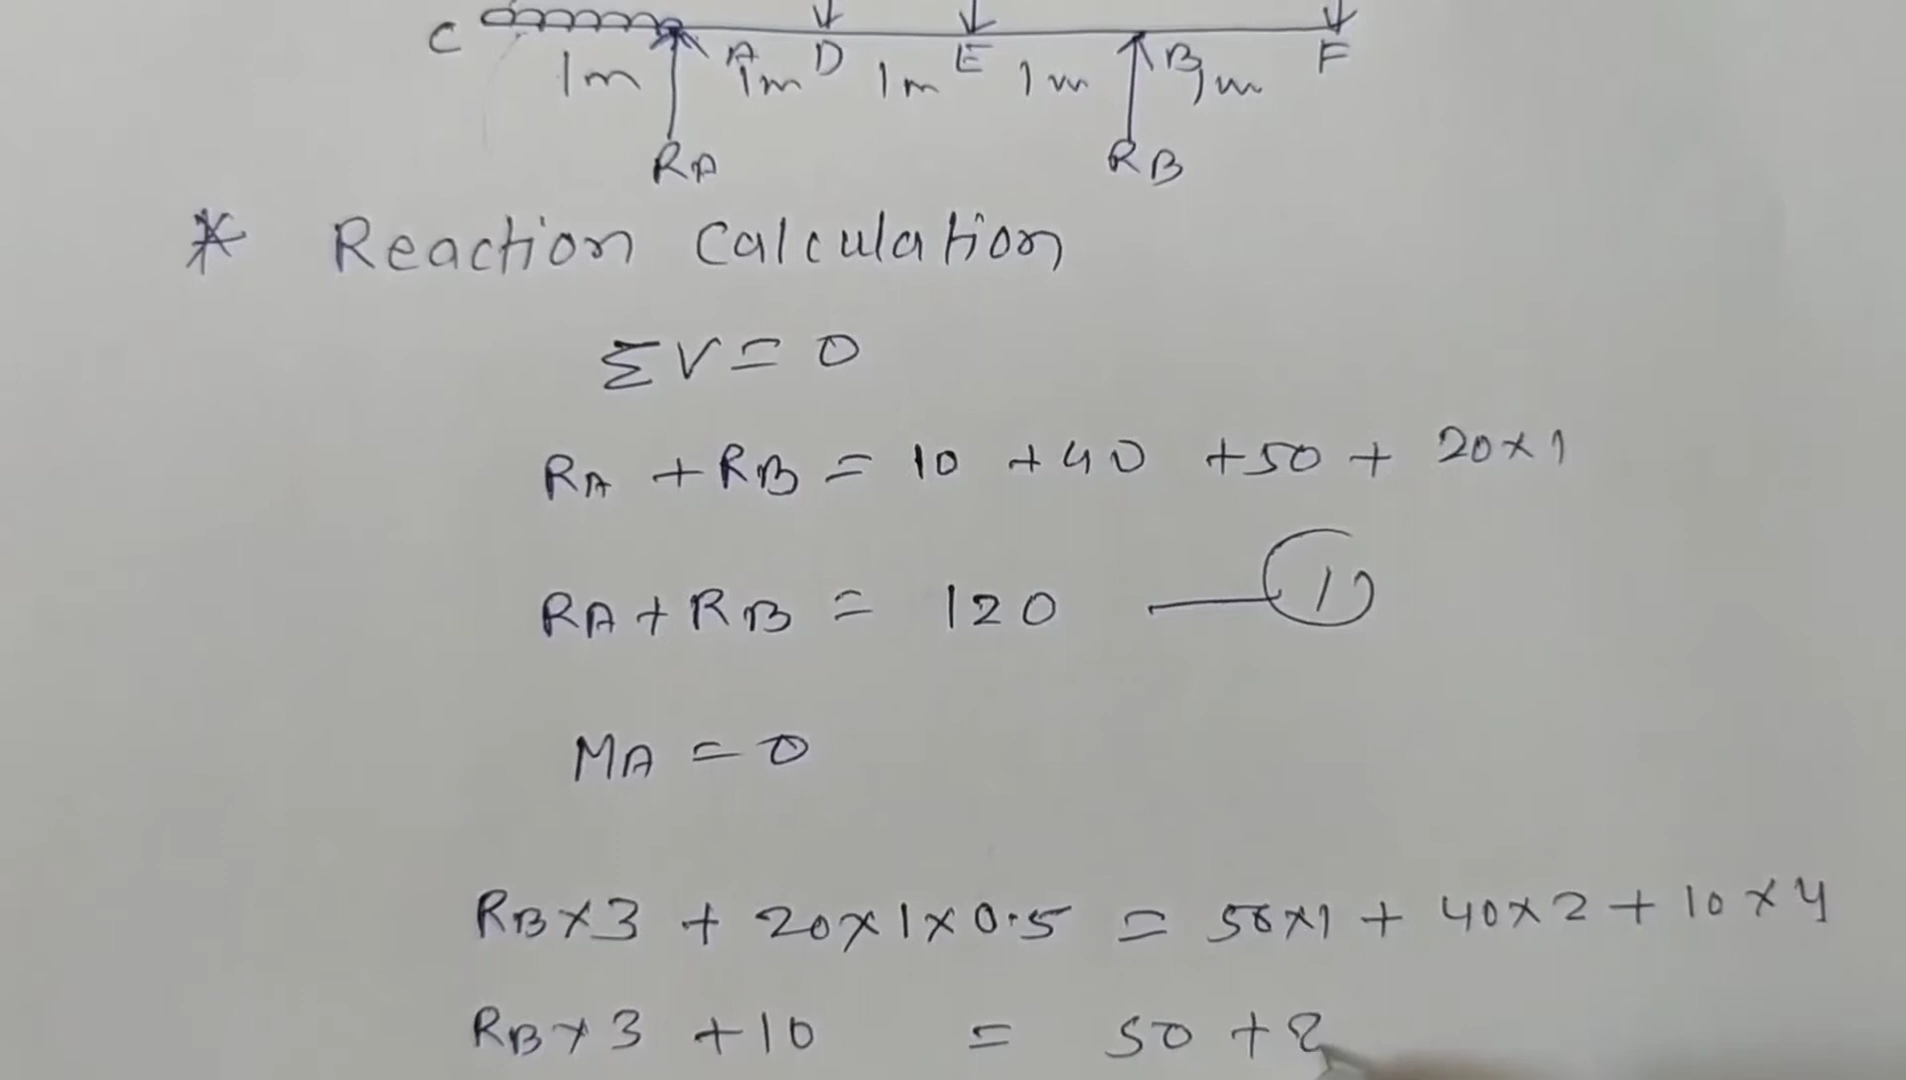 C A D E B F
1m 1m 1m 1m 1m
RA RB
* Reaction Calculation
ΣV=0
RA + RB = 10 +40 +50 + 20×1
RA + RB = 120 — 1)
MA = 0
RB×3 + 20×1×0.5 = 50×1 + 40×2 + 10×4
RB×3 +10 = 50 +8